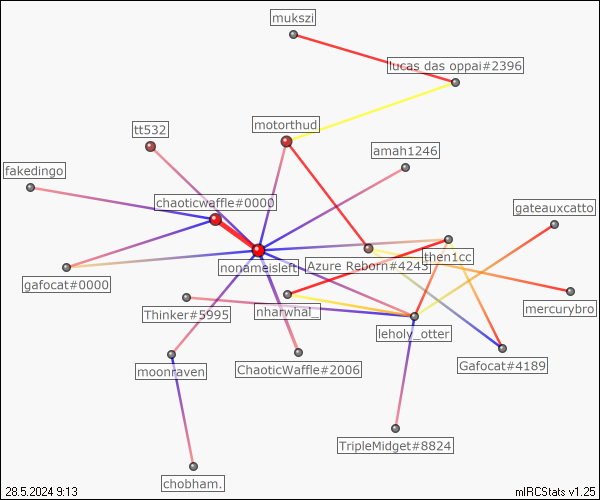 mukszi
lucas das oppai#2396
tt532
motorthud
amah1246
fakedingo
chaoticwaffle#0000
gateauxcatto
nonameisleft
Azure Reborn#4245
then1cc
gafocat#0000
Thinker#5995
nharwhal_
mercurybro
leholy_otter
moonraven
ChaoticWaffle#2006
Gafocat#4189
TripleMidget#8824
chobham.
28.5.2024 9:13
mIRCStats v1.25